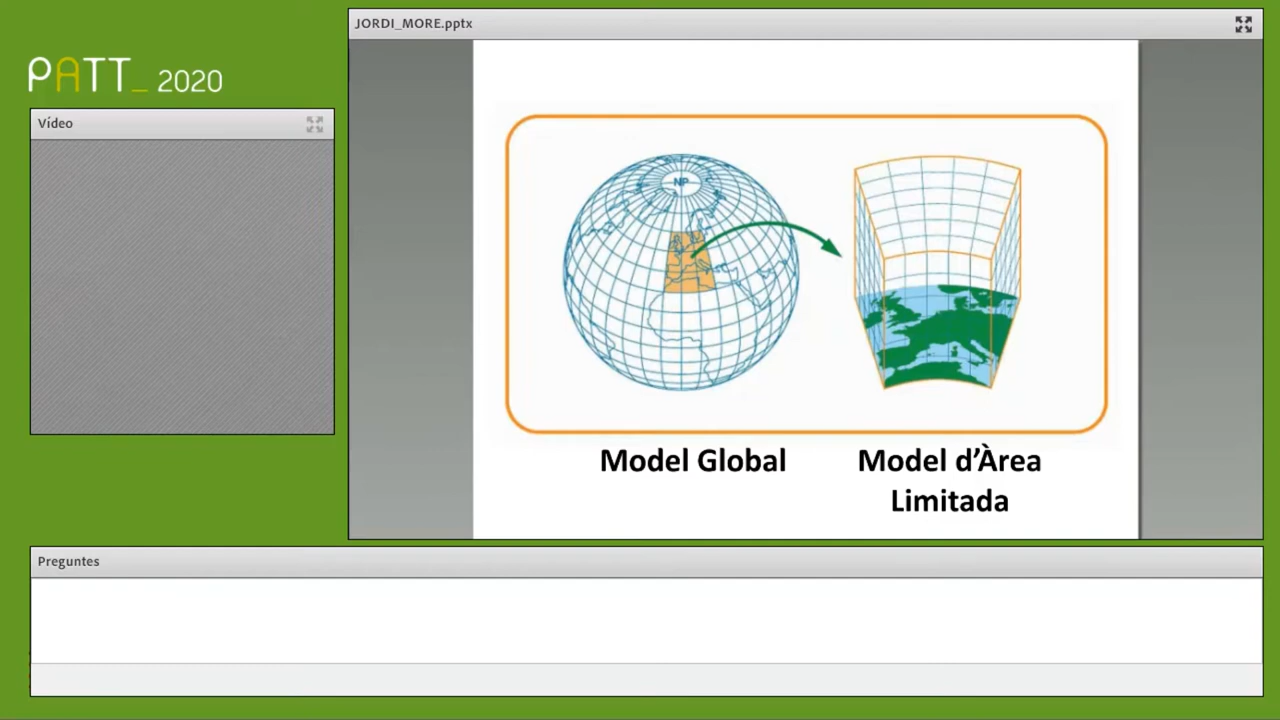 JORDI_MORE.pptx
PATT_ 2020
Vídeo
NP
Model Global
Model d’Àrea
Limitada
Preguntes